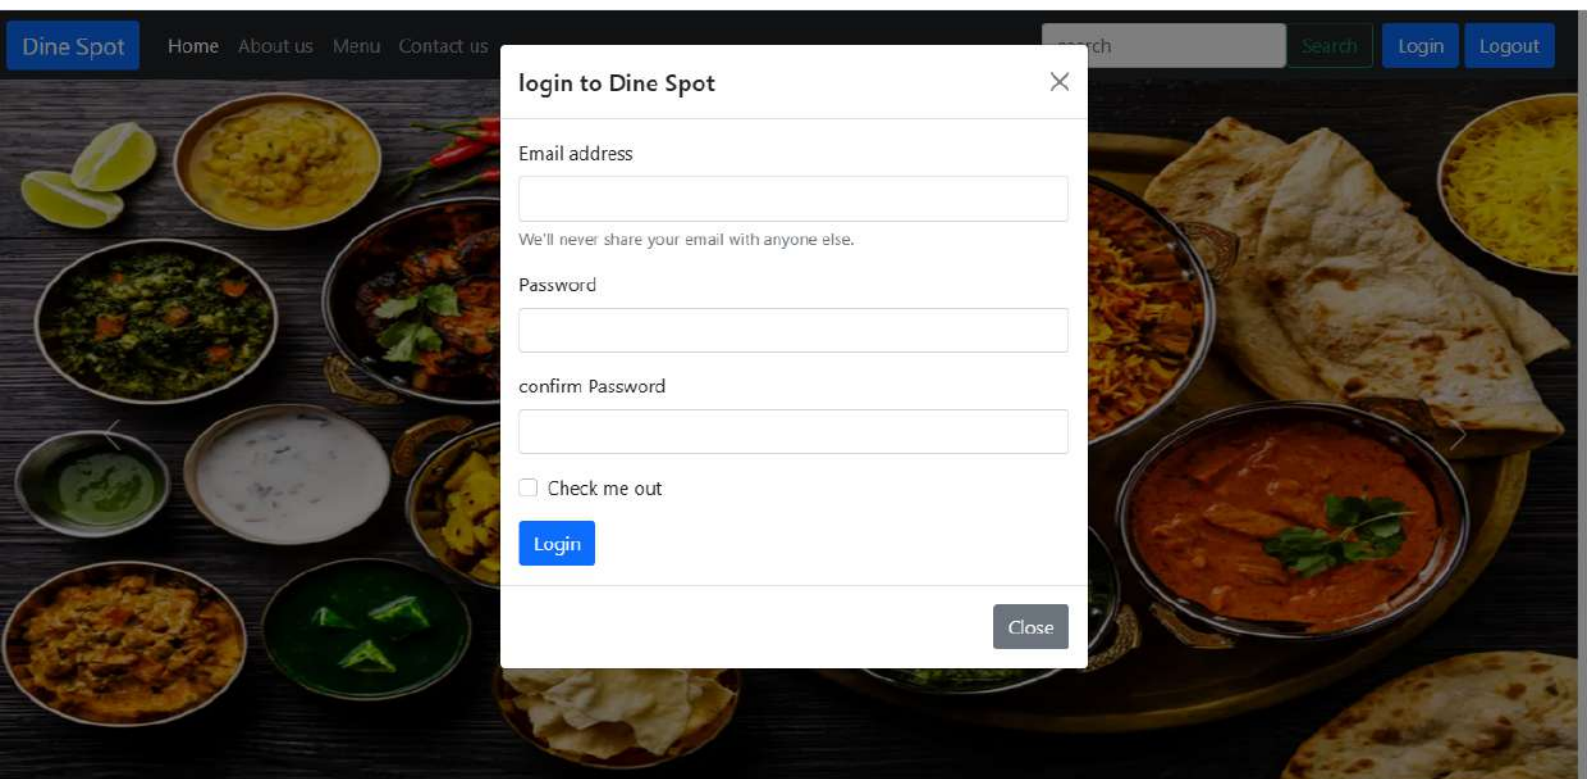 Dine Spot Home About us Menu Contact us Search Login Logout
login to Dine Spot
Email address
We'll never share your email with anyone else.
Password
confirm Password
Check me out
Login
Close